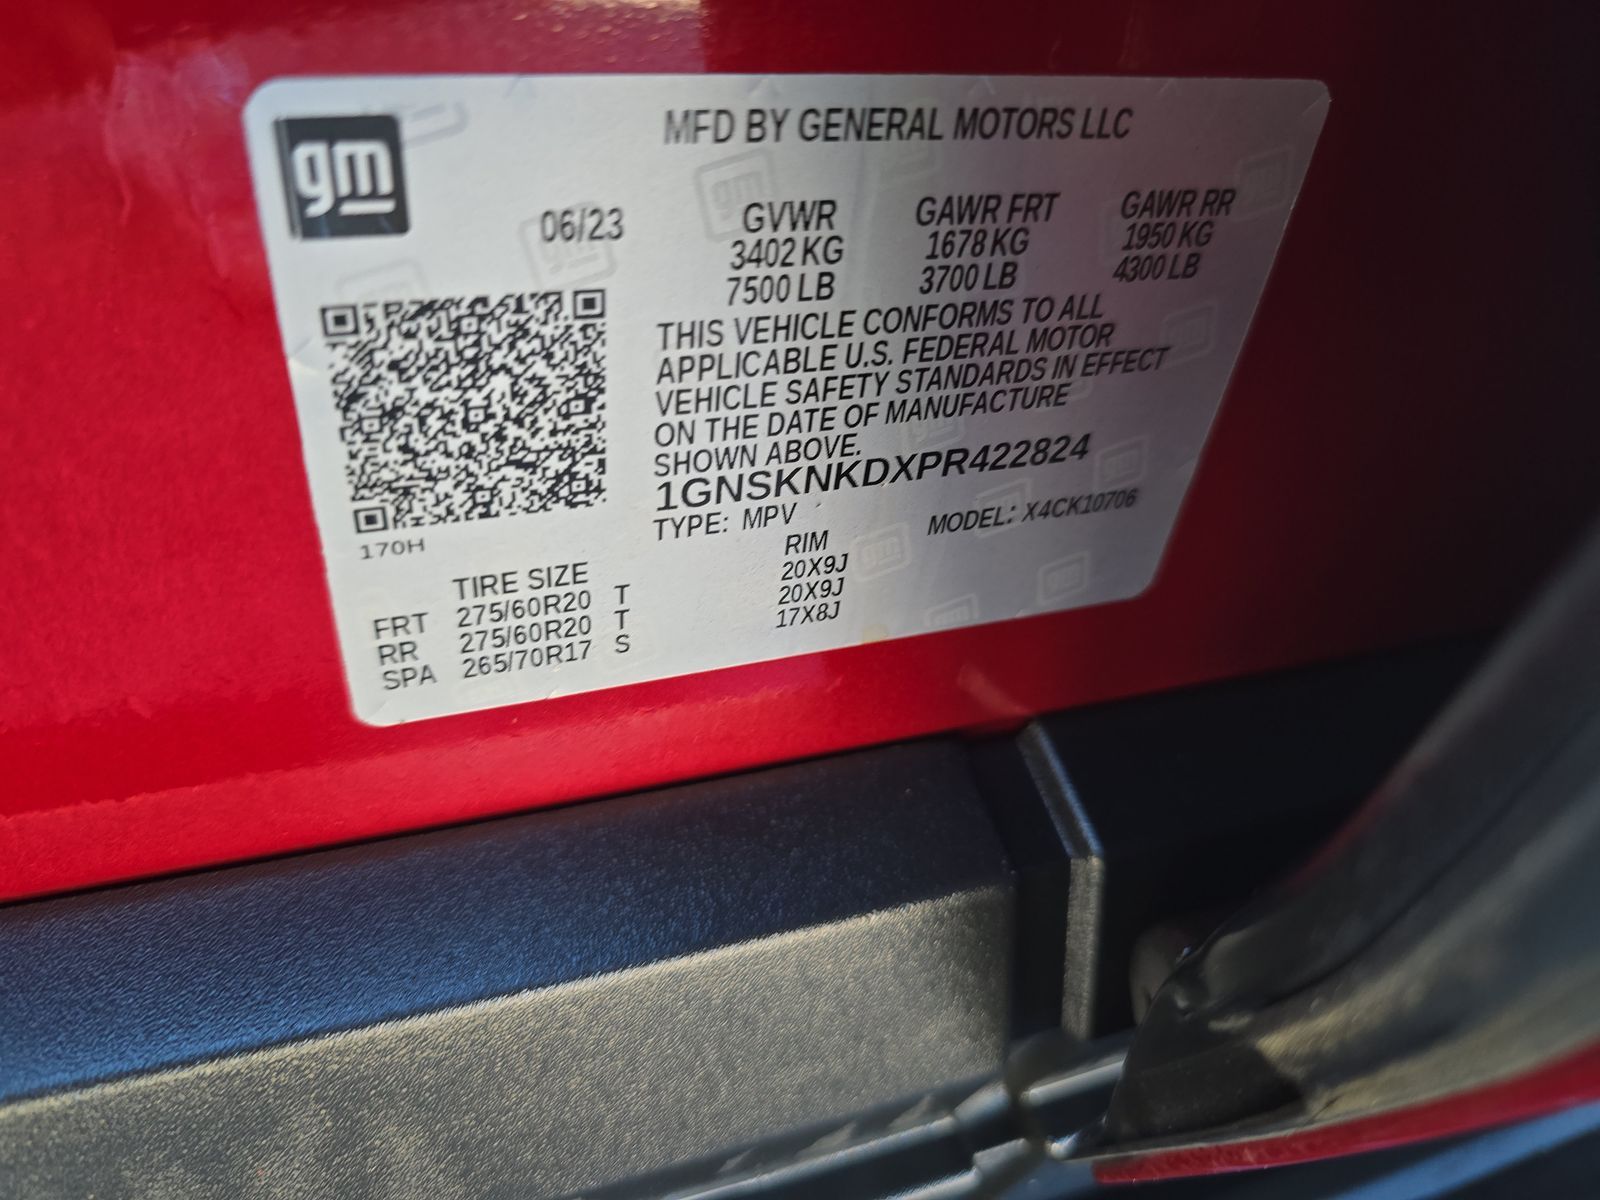 gm
MFD BY GENERAL MOTORS LLC
06/23 GVWR GAWR FRT GAWR RR
3402 KG 1678 KG 1950 KG
7500 LB 3700 LB 4300 LB
THIS VEHICLE CONFORMS TO ALL
APPLICABLE U.S. FEDERAL MOTOR
VEHICLE SAFETY STANDARDS IN EFFECT
ON THE DATE OF MANUFACTURE
SHOWN ABOVE.
1GNSKNKDXPR422824
TYPE: MPV MODEL: X4CK10706
170H
TIRE SIZE RIM
FRT 275/60R20 T 20X9J
RR 275/60R20 T 20X9J
SPA 265/70R17 S 17X8J